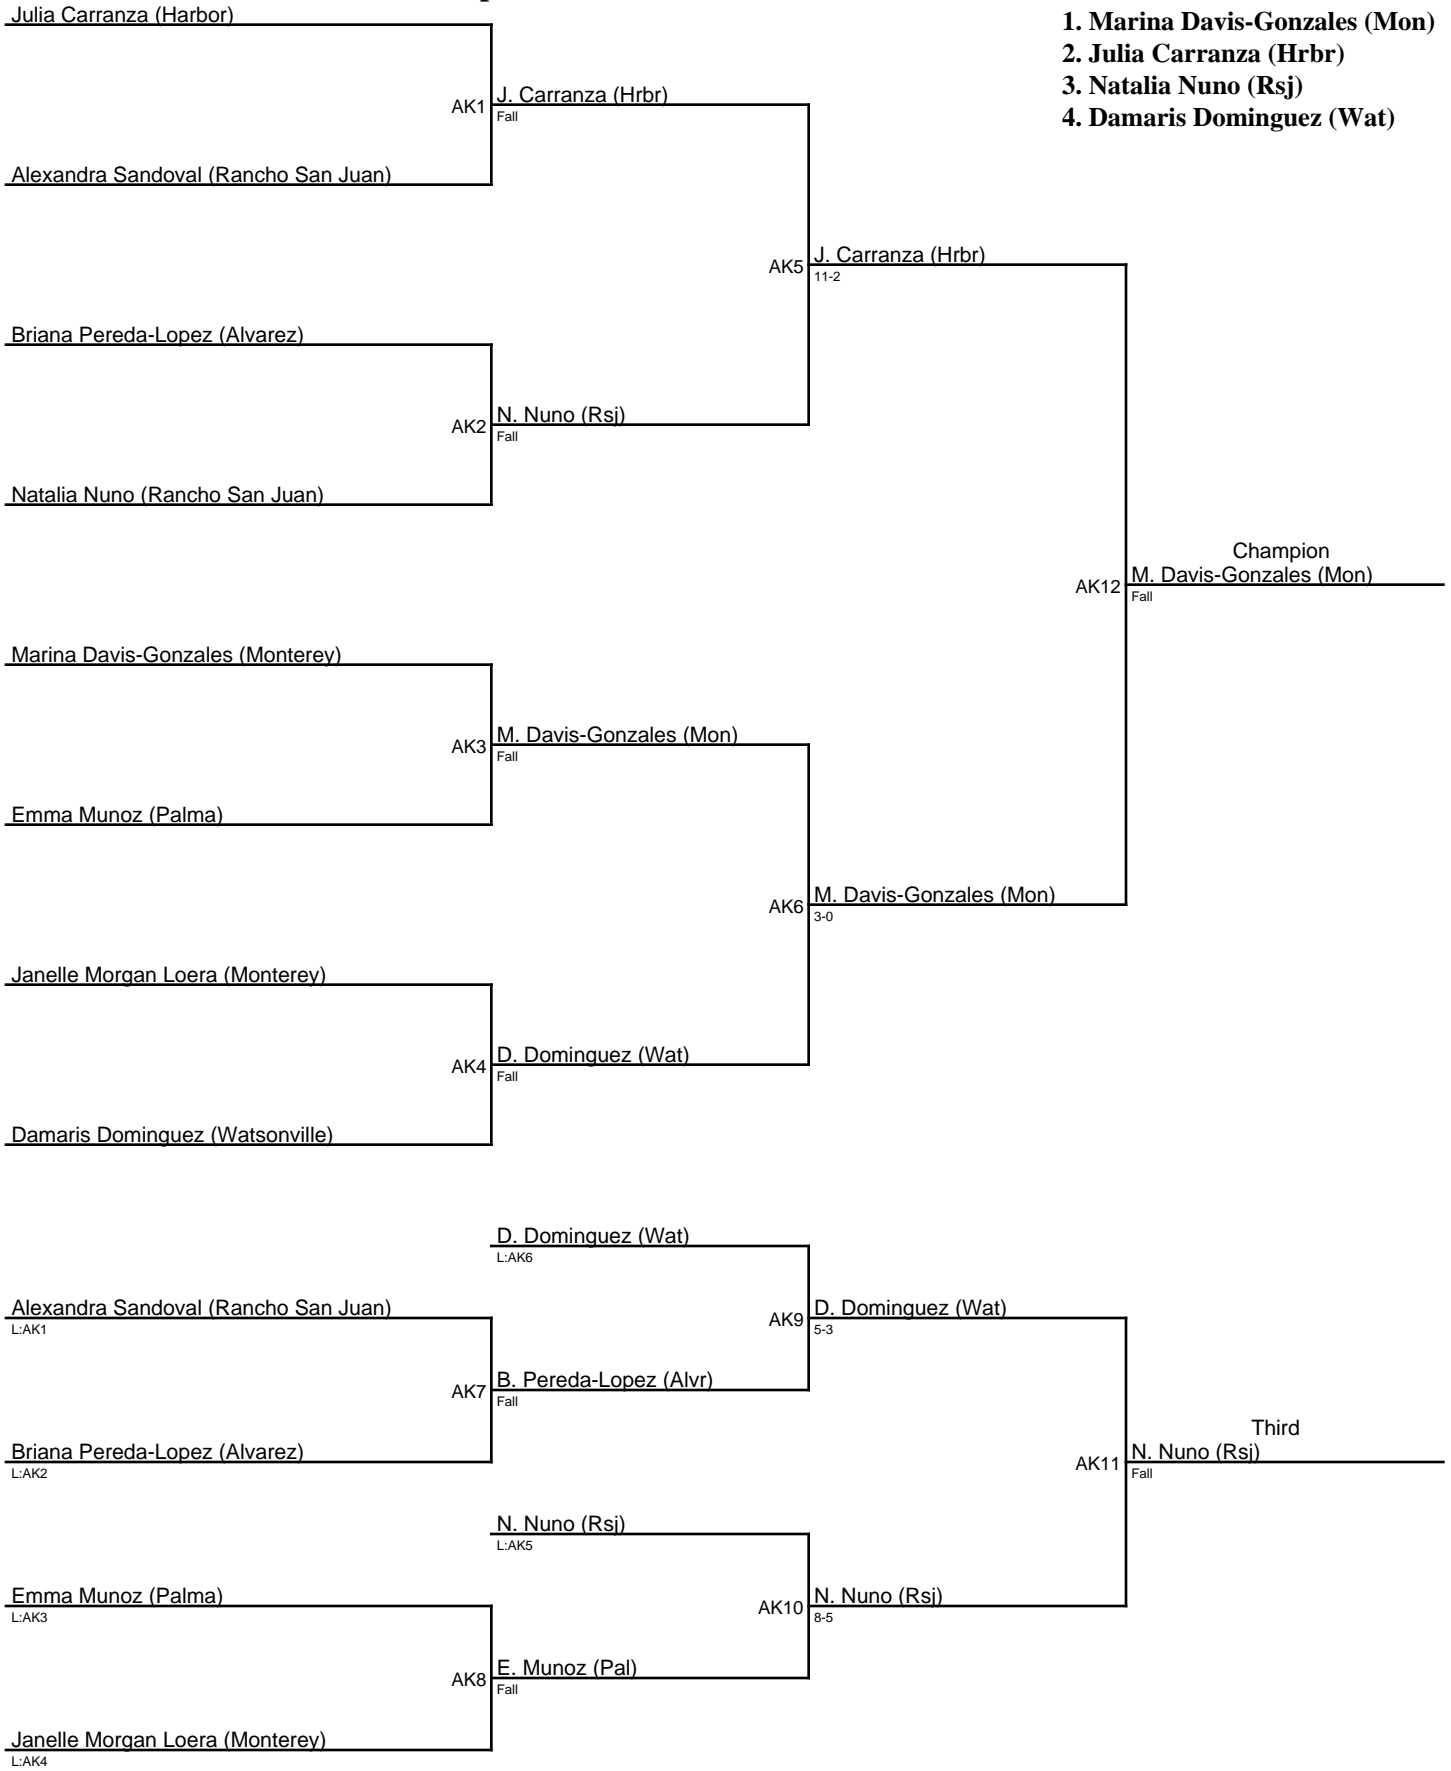 Julia Carranza (Harbor)
1. Marina Davis-Gonzales (Mon)
2. Julia Carranza (Hrbr)
3. Natalia Nuno (Rsj)
4. Damaris Dominguez (Wat)
AK1
J. Carranza (Hrbr)
Fall
Alexandra Sandoval (Rancho San Juan)
AK5
J. Carranza (Hrbr)
11-2
Briana Pereda-Lopez (Alvarez)
AK2
N. Nuno (Rsj)
Fall
Natalia Nuno (Rancho San Juan)
Champion
AK12
M. Davis-Gonzales (Mon)
Fall
Marina Davis-Gonzales (Monterey)
AK3
M. Davis-Gonzales (Mon)
Fall
Emma Munoz (Palma)
AK6
M. Davis-Gonzales (Mon)
3-0
Janelle Morgan Loera (Monterey)
AK4
D. Dominguez (Wat)
Fall
Damaris Dominguez (Watsonville)
D. Dominguez (Wat)
L:AK6
Alexandra Sandoval (Rancho San Juan)
L:AK1
AK9
D. Dominguez (Wat)
5-3
AK7
B. Pereda-Lopez (Alvr)
Fall
Briana Pereda-Lopez (Alvarez)
L:AK2
Third
AK11
N. Nuno (Rsj)
Fall
N. Nuno (Rsj)
L:AK5
Emma Munoz (Palma)
L:AK3
AK10
N. Nuno (Rsj)
8-5
AK8
E. Munoz (Pal)
Fall
Janelle Morgan Loera (Monterey)
L:AK4